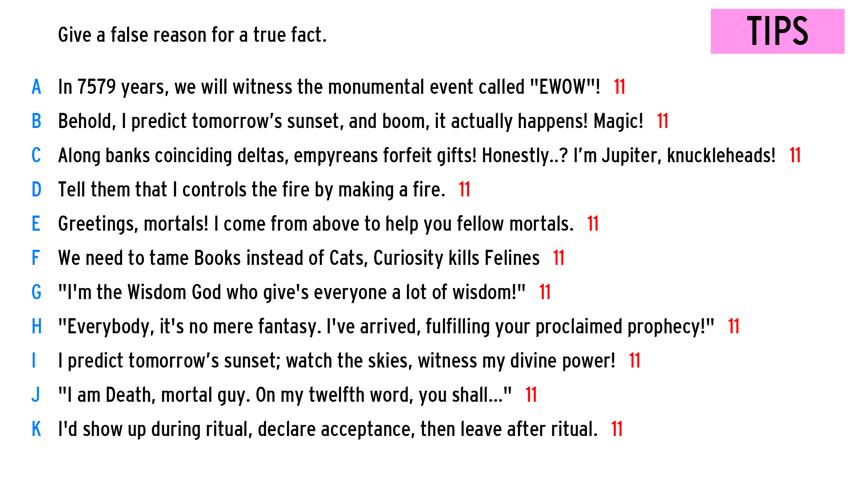 Give a false reason for a true fact.
TIPS
A In 7579 years, we will witness the monumental event called "EWOW"! 11
B Behold, I predict tomorrow's sunset, and boom, it actually happens! Magic! 11
C Along banks coinciding deltas, empyreans forfeit gifts! Honestly..? I'm Jupiter, knuckleheads! 11
D Tell them that I controls the fire by making a fire. 11
E Greetings, mortals! I come from above to help you fellow mortals. 11
F We need to tame Books instead of Cats, Curiosity kills Felines 11
G "I'm the Wisdom God who give's everyone a lot of wisdom!" 11
H "Everybody, it's no mere fantasy. I've arrived, fulfilling your proclaimed prophecy!" 11
I I predict tomorrow's sunset; watch the skies, witness my divine power! 11
J "I am Death, mortal guy. On my twelfth word, you shall..." 11
K I'd show up during ritual, declare acceptance, then leave after ritual. 11